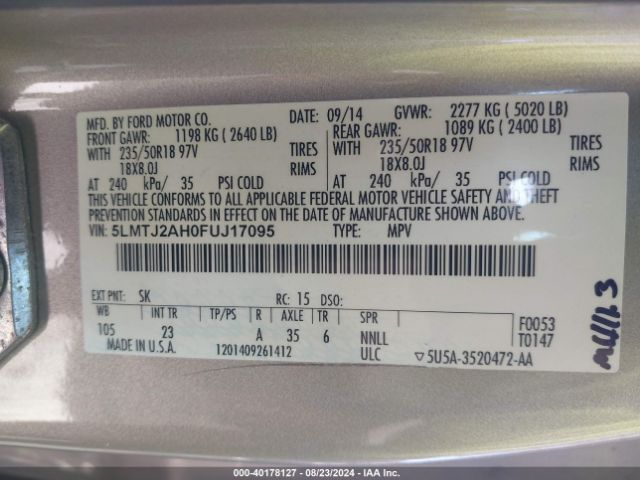 MFD. BY FORD MOTOR CO.
DATE: 09/14 GVWR: 2277 KG ( 5020 LB)
FRONT GAWR: 1198 KG ( 2640 LB)
REAR GAWR: 1089 KG ( 2400 LB)
WITH 235/50R18 97V TIRES
WITH 235/50R18 97V TIRES
18X8.0J RIMS
18X8.0J RIMS
AT 240 kPa/ 35 PSI COLD
AT 240 kPa/ 35 PSI COLD
THIS VEHICLE CONFORMS TO ALL APPLICABLE FEDERAL MOTOR VEHICLE SAFETY AND THEFT
PREVENTION STANDARDS IN EFFECT ON THE DATE OF MANUFACTURE SHOWN ABOVE.
VIN: 5LMTJ2AH0FUJ17095 TYPE: MPV
EXT PNT: SK RC: 15 DSO:
WB INT TR TP/PS R AXLE TR SPR
105 23 A 35 6 NNLL
F0053
T0147
MADE IN U.S.A. 1201409261412 ULC ▽5U5A-3520472-AA
000-40178127 - 08/23/2024 - IAA Inc.